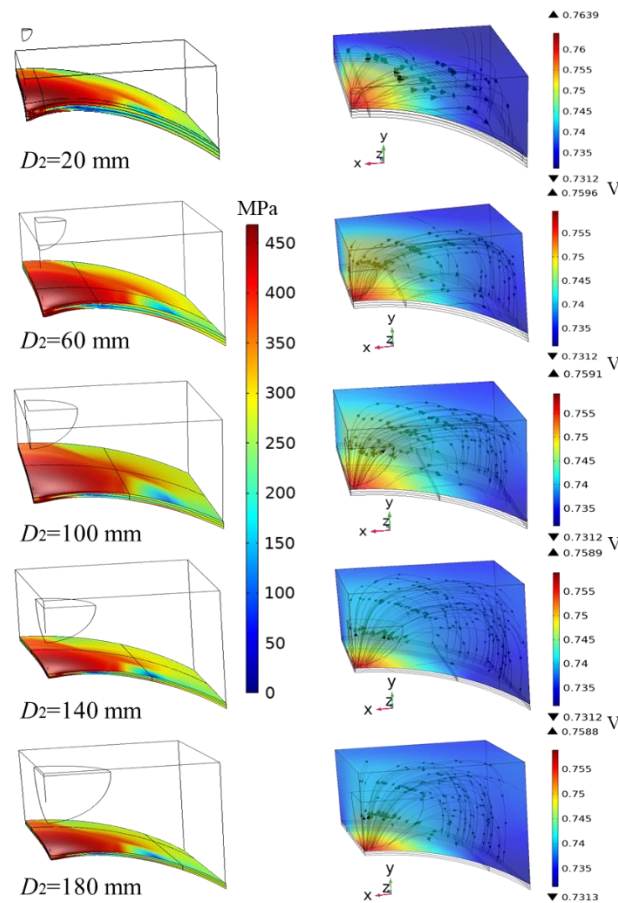 ▲ 0.7639
0.76
0.755
0.75
0.745
0.74
0.735
▼ 0.7312
y
z
x
D2=20 mm
V
▲ 0.7596
MPa
450
400
350
300
250
200
150
100
50
0
0.755
0.75
0.745
0.74
0.735
▼ 0.7312
y
z
x
D2=60 mm
V
▲ 0.7591
0.755
0.75
0.745
0.74
0.735
▼ 0.7312
y
z
x
D2=100 mm
V
▲ 0.7589
0.755
0.75
0.745
0.74
0.735
▼ 0.7312
y
z
x
D2=140 mm
V
▲ 0.7588
0.755
0.75
0.745
0.74
0.735
▼ 0.7313
y
z
x
D2=180 mm